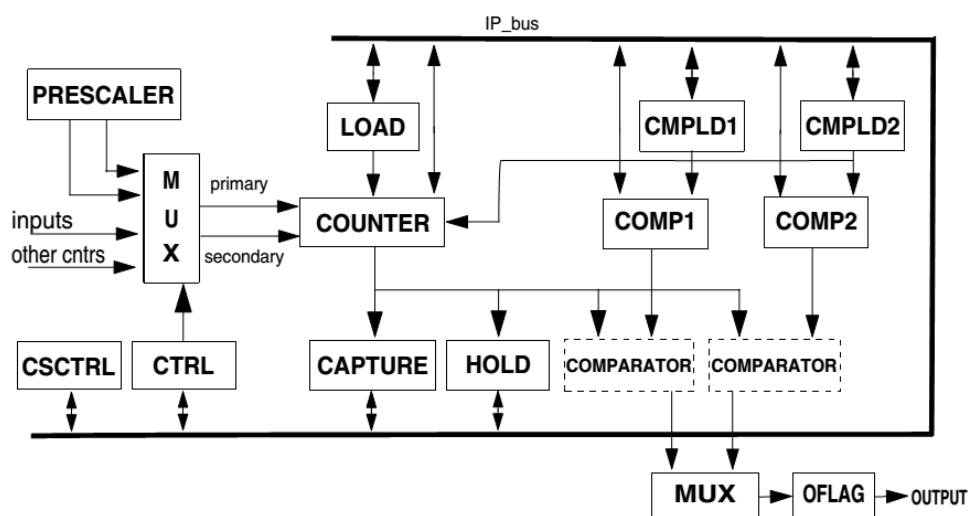 IP_bus
PRESCALER
LOAD
CMPLD1
CMPLD2
M
U
X
primary
inputs
COUNTER
COMP1
COMP2
other cntrs
secondary
CSCTRL
CTRL
CAPTURE
HOLD
COMPARATOR
COMPARATOR
MUX
OFLAG
OUTPUT